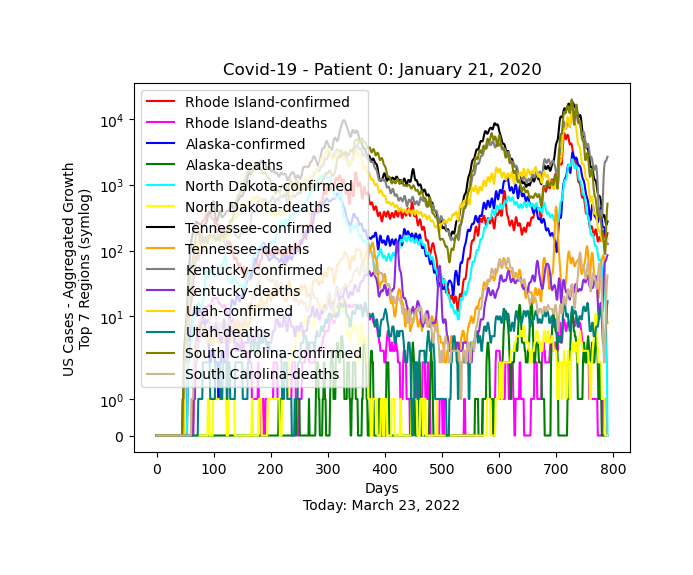 Covid-19 - Patient 0: January 21, 2020
US Cases - Aggregated Growth
Top 7 Regions (symlog)
10^4
10^3
10^2
10^1
10^0
0
Rhode Island-confirmed
Rhode Island-deaths
Alaska-confirmed
Alaska-deaths
North Dakota-confirmed
North Dakota-deaths
Tennessee-confirmed
Tennessee-deaths
Kentucky-confirmed
Kentucky-deaths
Utah-confirmed
Utah-deaths
South Carolina-confirmed
South Carolina-deaths
0 100 200 300 400 500 600 700 800
Days
Today: March 23, 2022